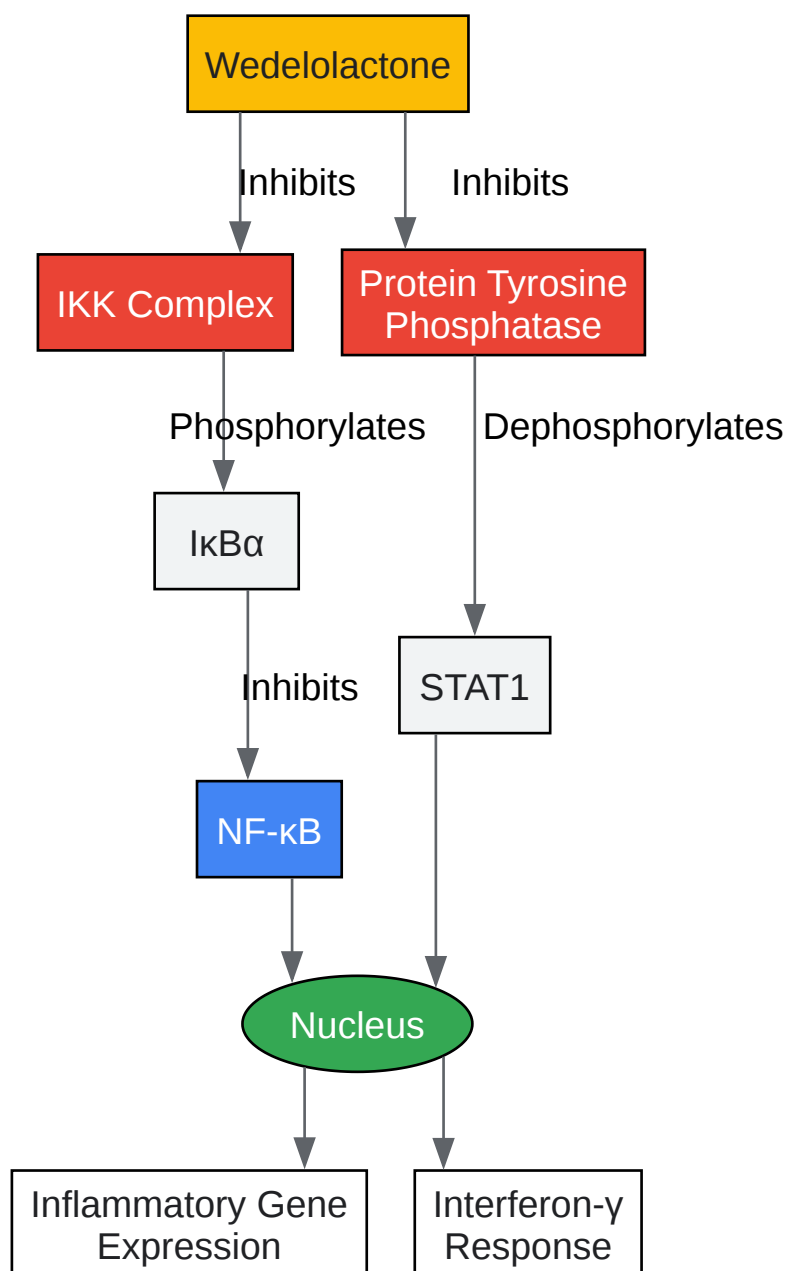 Wedelolactone
Inhibits
Inhibits
IKK Complex
Protein Tyrosine
Phosphatase
Phosphorylates
Dephosphorylates
IκBα
Inhibits
STAT1
NF-κB
Nucleus
Inflammatory Gene
Expression
Interferon-γ
Response